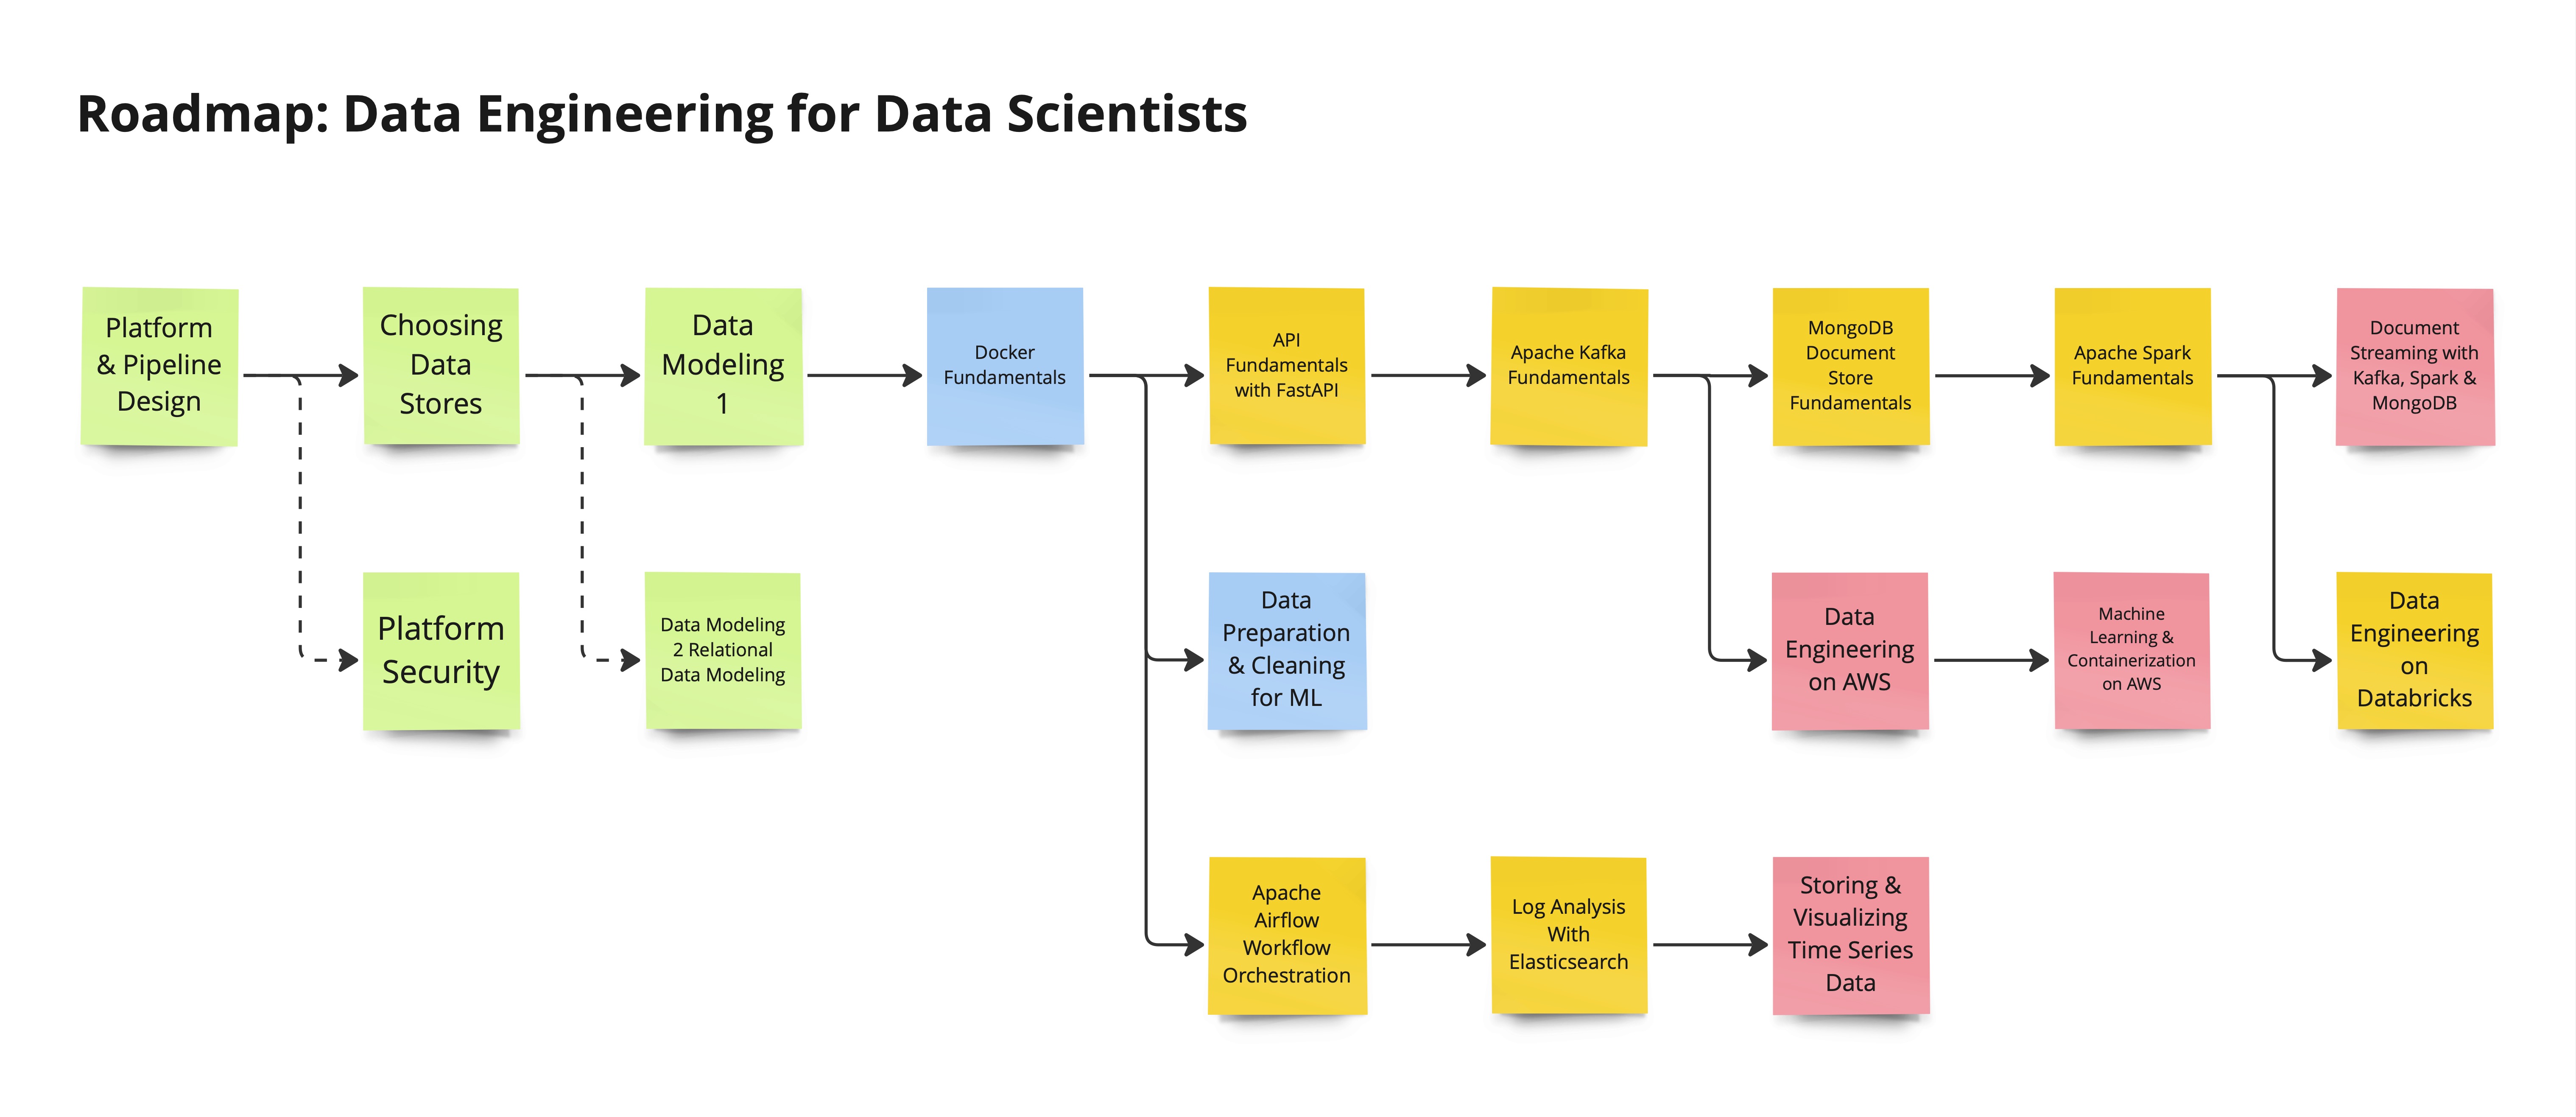 Roadmap: Data Engineering for Data Scientists
Platform
& Pipeline
Design
Choosing
Data
Stores
Data
Modeling
1
Docker
Fundamentals
API
Fundamentals
with FastAPI
Apache Kafka
Fundamentals
MongoDB
Document
Store
Fundamentals
Apache Spark
Fundamentals
Document
Streaming with
Kafka, Spark &
MongoDB
Platform
Security
Data Modeling
2 Relational
Data Modeling
Data
Preparation
& Cleaning
for ML
Data
Engineering
on AWS
Machine
Learning &
Containerization
on AWS
Data
Engineering
on
Databricks
Apache
Airflow
Workflow
Orchestration
Log Analysis
With
Elasticsearch
Storing &
Visualizing
Time Series
Data